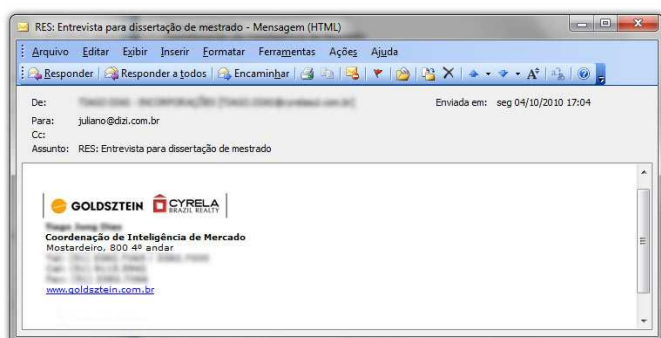 RES: Entrevista para dissertação de mestrado - Mensagem (HTML)
Arquivo Editar Exibir Inserir Formatar Ferramentas Ações Ajuda
Responder Responder a todos Encaminhar
De:
Enviada em: seg 04/10/2010 17:04
Para: juliano@dizi.com.br
Cc:
Assunto: RES: Entrevista para dissertação de mestrado
GOLDSZTEIN CYRELA
BRAZIL REALTY
Coordenação de Inteligência de Mercado
Mostardeiro, 800 4º andar
www.goldsztein.com.br